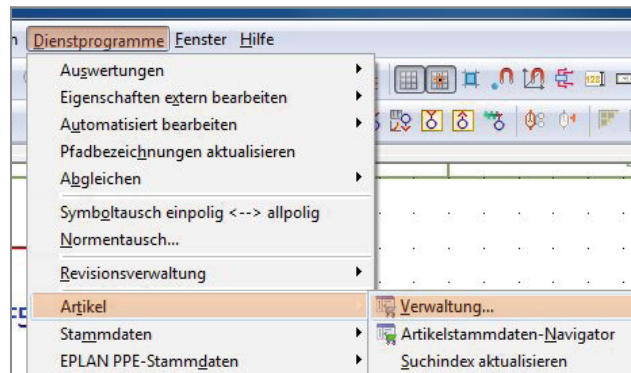 Dienstprogramme Fenster Hilfe
Auswertungen
Eigenschaften extern bearbeiten
Automatisiert bearbeiten
Pfadbezeichnungen aktualisieren
Abgleichen
Symboltausch einpolig <--> allpolig
Normentausch...
Revisionsverwaltung
Artikel
Verwaltung...
Stammdaten
Artikelstammdaten-Navigator
EPLAN PPE-Stammdaten
Suchindex aktualisieren